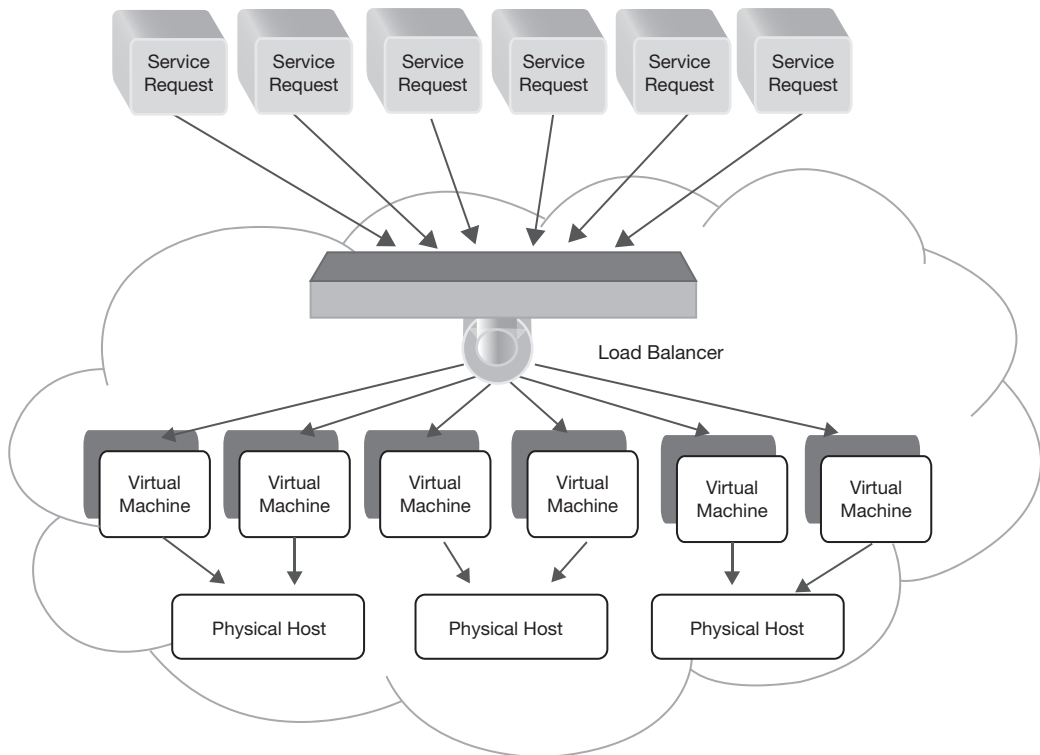 Service
Request
Service
Request
Service
Request
Service
Request
Service
Request
Service
Request
Load Balancer
Virtual
Machine
Virtual
Machine
Virtual
Machine
Virtual
Machine
Virtual
Machine
Virtual
Machine
Physical Host
Physical Host
Physical Host